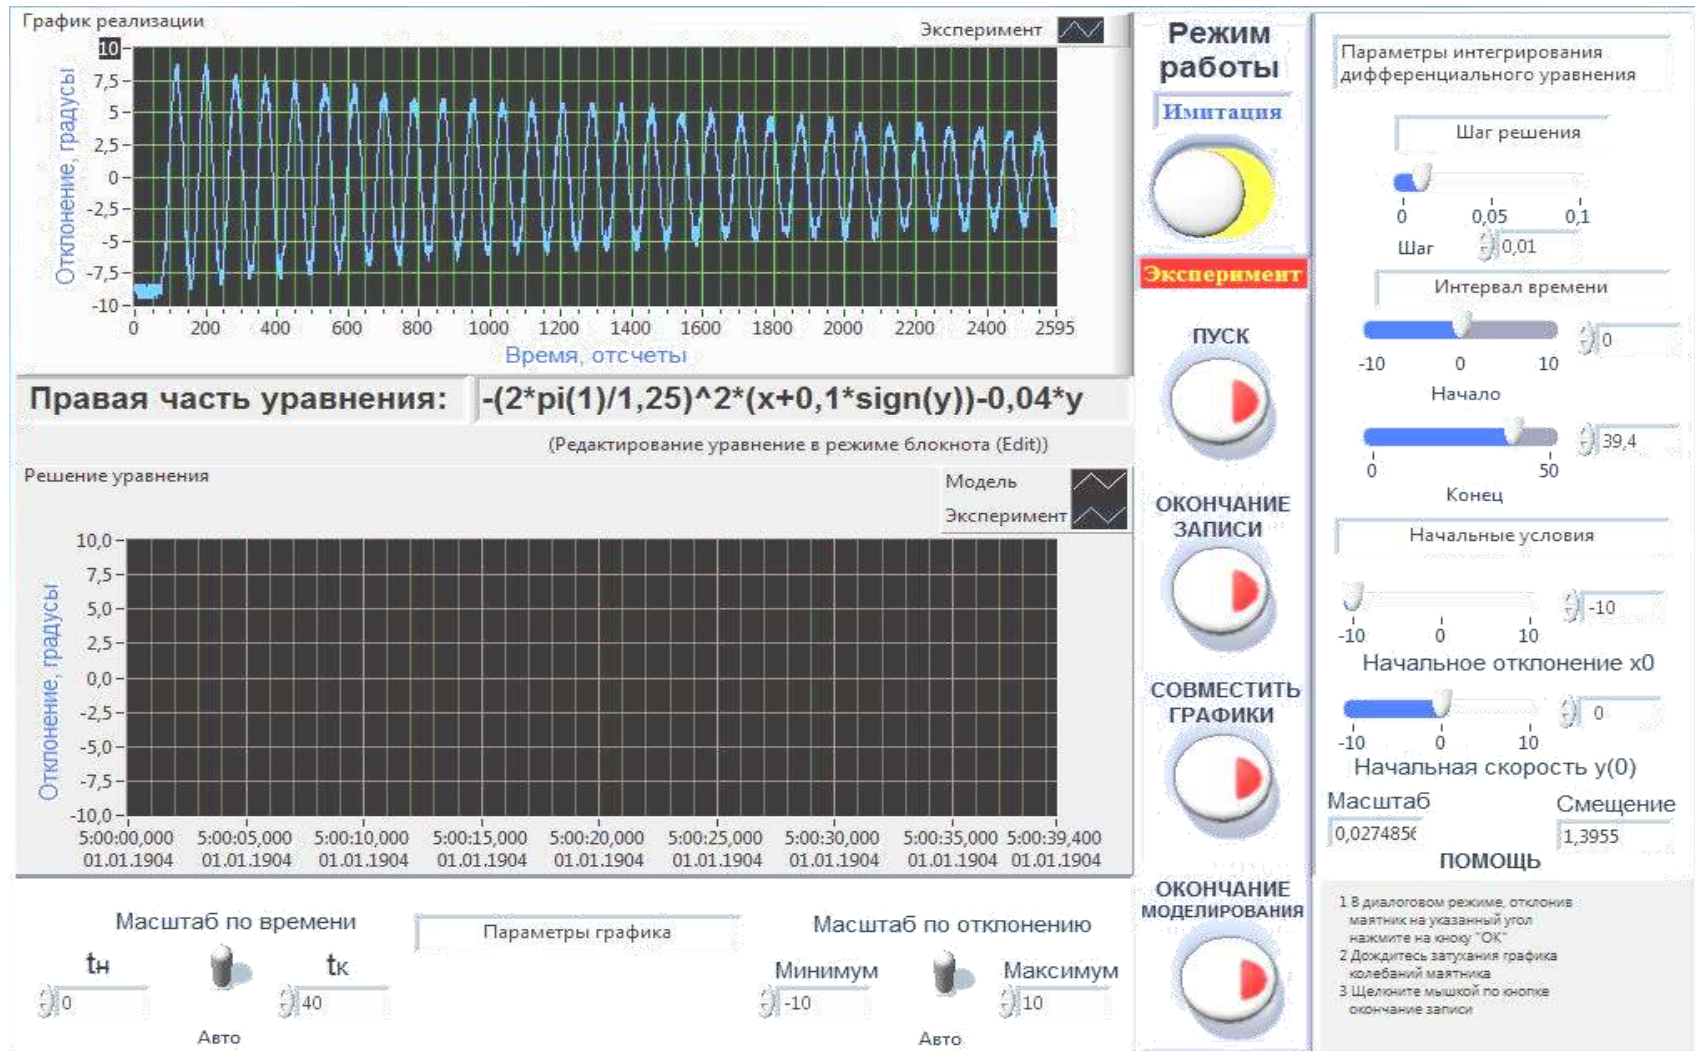 График реализации
Эксперимент
10
7,5
5
2,5
0
-2,5
-5
-7,5
-10
Отклонение, градусы
0 200 400 600 800 1000 1200 1400 1600 1800 2000 2200 2400 2595
Время, отсчеты
Правая часть уравнения: -(2*pi(1)/1,25)^2*(x+0,1*sign(y))-0,04*y
(Редактирование уравнение в режиме блокнота (Edit))
Решение уравнения
Модель
Эксперимент
10,0
7,5
5,0
2,5
0,0
-2,5
-5,0
-7,5
-10,0
Отклонение, градусы
5:00:00,000 5:00:05,000 5:00:10,000 5:00:15,000 5:00:20,000 5:00:25,000 5:00:30,000 5:00:35,000 5:00:39,400
01.01.1904 01.01.1904 01.01.1904 01.01.1904 01.01.1904 01.01.1904 01.01.1904 01.01.1904 01.01.1904
Масштаб по времени
tн
tк
0
40
Авто
Параметры графика
Масштаб по отклонению
Минимум
Максимум
-10
10
Авто
Режим
работы
Имитация
Эксперимент
ПУСК
ОКОНЧАНИЕ
ЗАПИСИ
СОВМЕСТИТЬ
ГРАФИКИ
ОКОНЧАНИЕ
МОДЕЛИРОВАНИЯ
Параметры интегрирования
дифференциального уравнения
Шаг решения
0 0,05 0,1
Шаг 0,01
Интервал времени
0
-10 0 10
Начало
39,4
0 50
Конец
Начальные условия
-10
-10 0 10
Начальное отклонение x0
0
-10 0 10
Начальная скорость y(0)
Масштаб Смещение
0,0274856 1,3955
ПОМОЩЬ
1 В диалоговом режиме, отклонив
маятник на указанный угол
нажмите на кноку "ОК"
2 Дождитесь затухания графика
колебаний маятника
3 Щелкните мышкой по кнопке
окончание записи